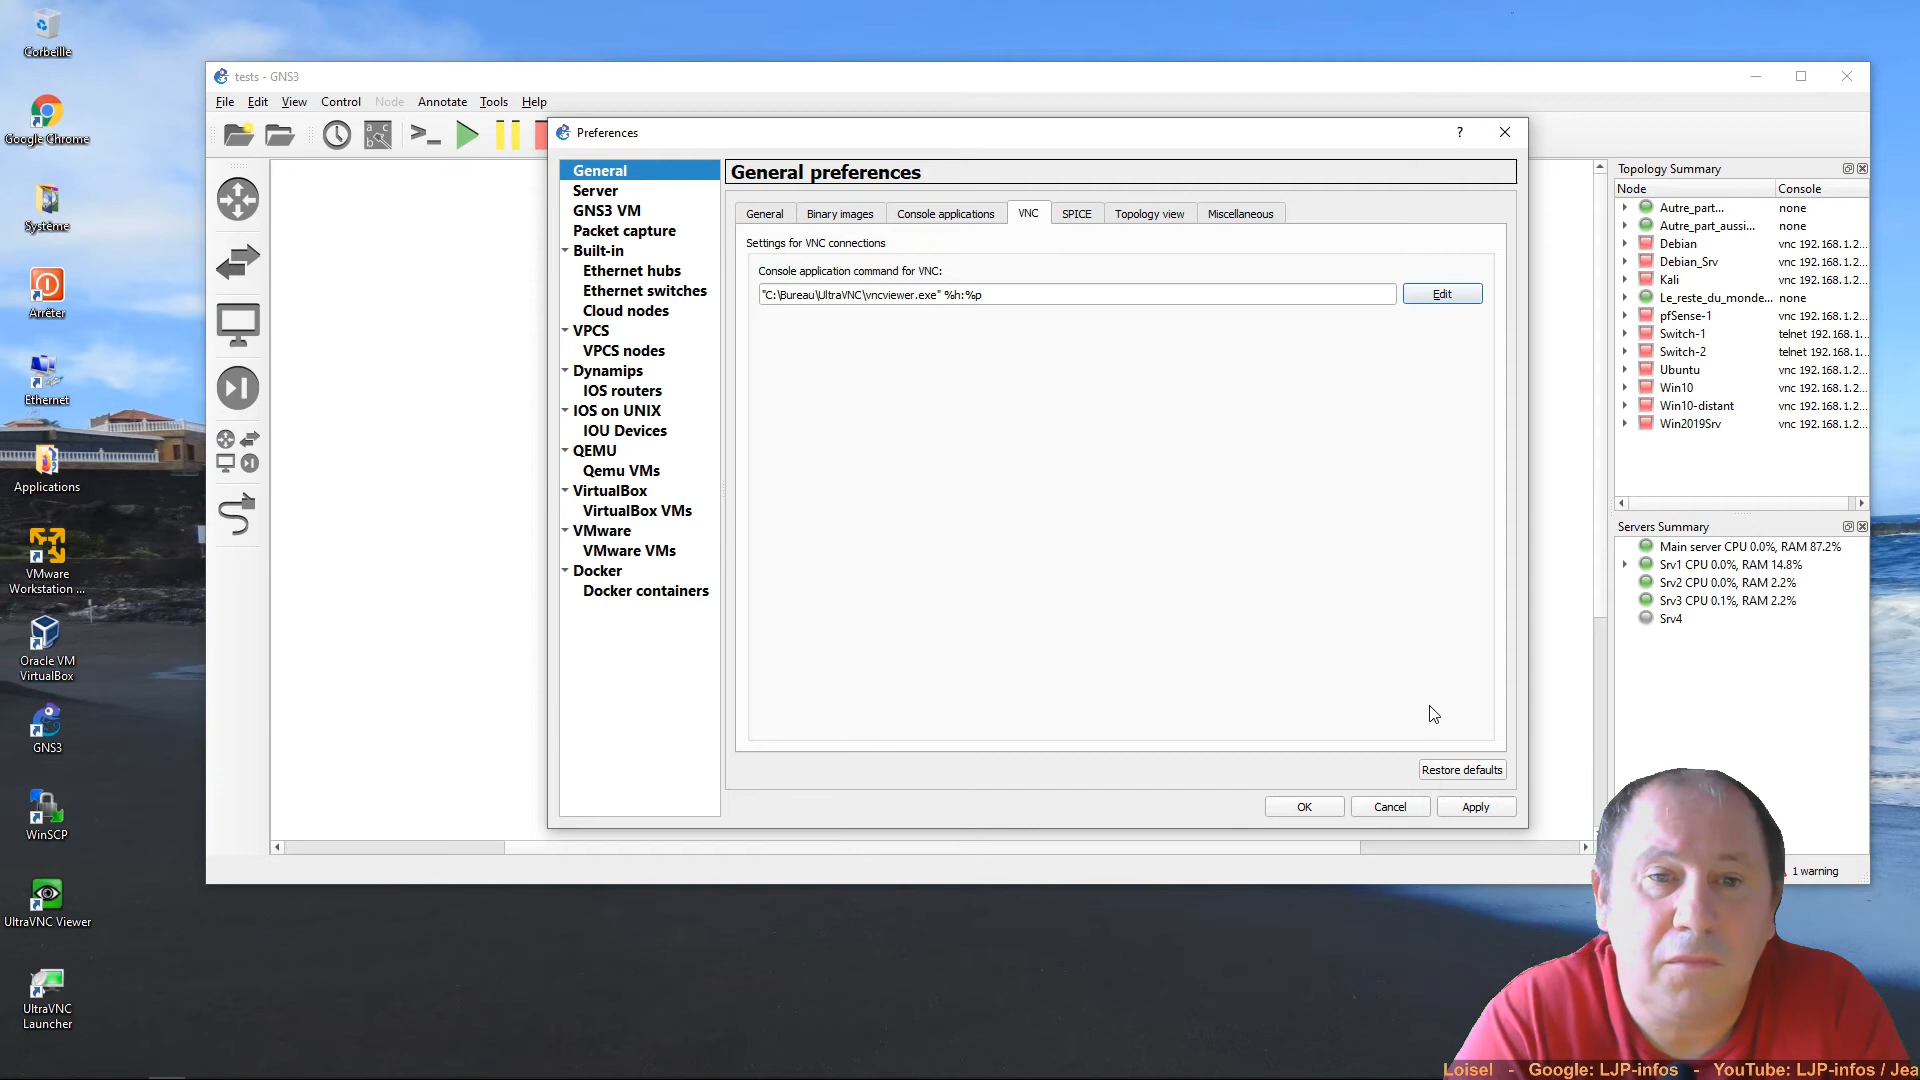 Corbeille
Google Chrome
Système
Arrêter
Ethernet
Applications
VMware
Workstation ...
Oracle VM
VirtualBox
GNS3
WinSCP
UltraVNC Viewer
UltraVNC
Launcher
tests - GNS3
File Edit View Control Node Annotate Tools Help
Preferences
?
General
Server
GNS3 VM
Packet capture
Built-in
Ethernet hubs
Ethernet switches
Cloud nodes
VPCS
VPCS nodes
Dynamips
IOS routers
IOS on UNIX
IOU Devices
QEMU
Qemu VMs
VirtualBox
VirtualBox VMs
VMware
VMware VMs
Docker
Docker containers
General preferences
General Binary images Console applications VNC SPICE Topology view Miscellaneous
Settings for VNC connections
Console application command for VNC:
"C:\Bureau\UltraVNC\vncviewer.exe" %h:%p
Edit
Restore defaults
OK Cancel Apply
Topology Summary
Node Console
Autre_part... none
Autre_part_aussi... none
Debian vnc 192.168.1.2...
Debian_Srv vnc 192.168.1.2...
Kali vnc 192.168.1.2...
Le_reste_du_monde... none
pfSense-1 vnc 192.168.1.2...
Switch-1 telnet 192.168.1...
Switch-2 telnet 192.168.1...
Ubuntu vnc 192.168.1.2...
Win10 vnc 192.168.1.2...
Win10-distant vnc 192.168.1.2...
Win2019Srv vnc 192.168.1.2...
Servers Summary
Main server CPU 0.0%, RAM 87.2%
Srv1 CPU 0.0%, RAM 14.8%
Srv2 CPU 0.0%, RAM 2.2%
Srv3 CPU 0.1%, RAM 2.2%
Srv4
1 warning
Loisel - Google: LJP-infos - YouTube: LJP-infos / Jea